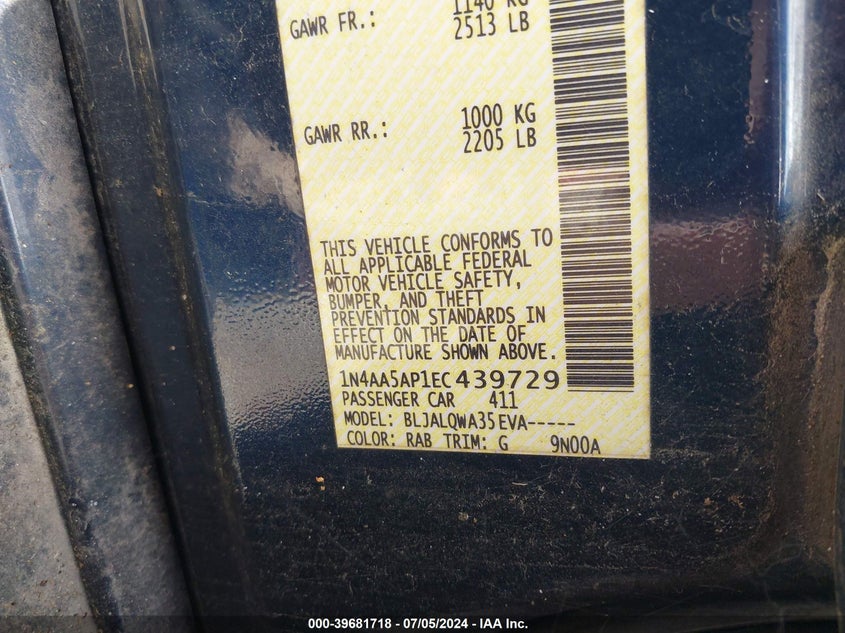 GAWR FR.: 1140 KG
2513 LB
GAWR RR.: 1000 KG
2205 LB
THIS VEHICLE CONFORMS TO
ALL APPLICABLE FEDERAL
MOTOR VEHICLE SAFETY,
BUMPER, AND THEFT
PREVENTION STANDARDS IN
EFFECT ON THE DATE OF
MANUFACTURE SHOWN ABOVE.
1N4AA5AP1EC439729
PASSENGER CAR 411
MODEL: BLJALQWA35EVA-----
COLOR: RAB TRIM: G 9N00A
000-39681718 - 07/05/2024 - IAA Inc.